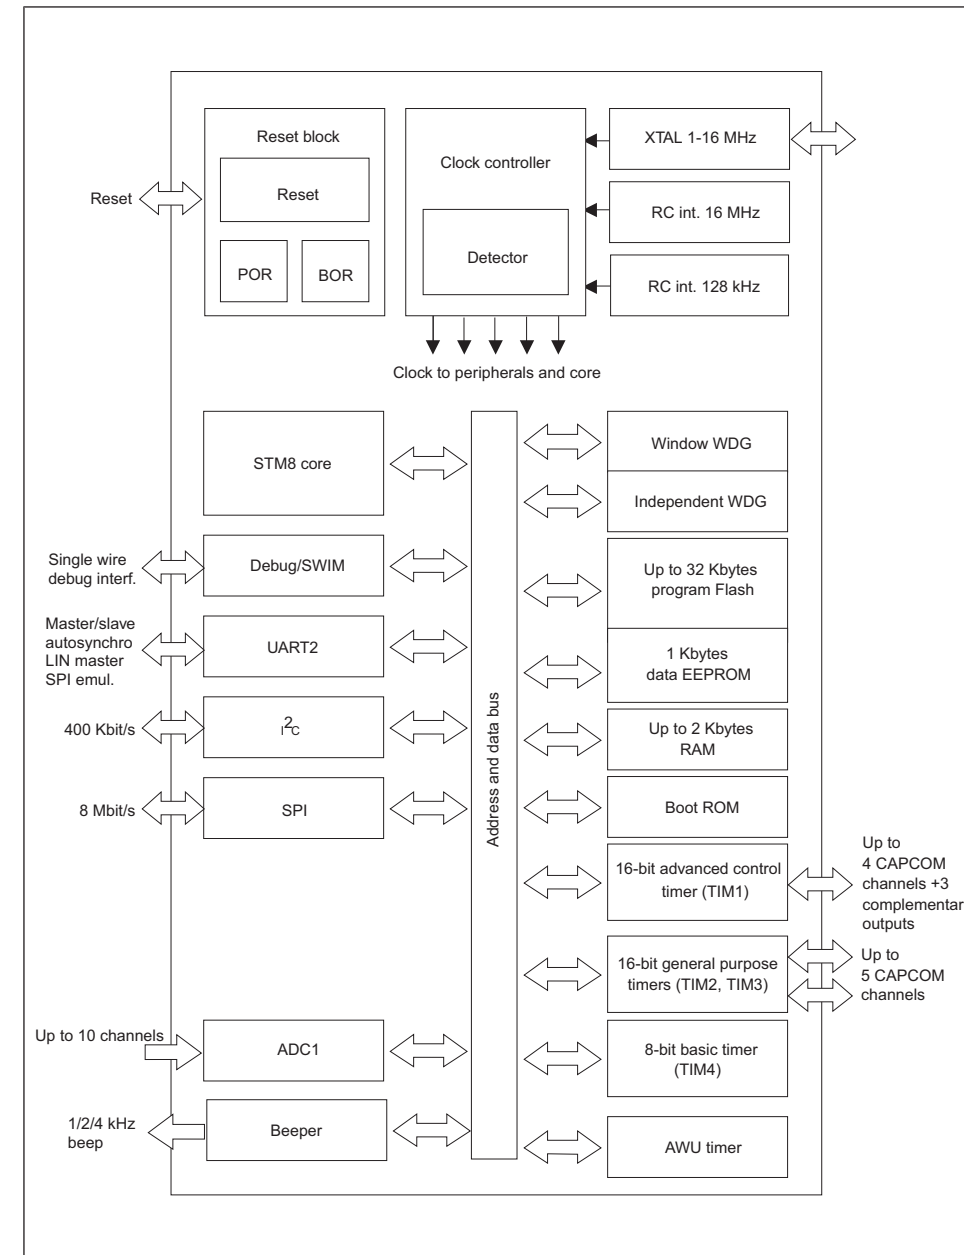 Reset block
Reset
POR
BOR
Reset
Clock controller
Detector
XTAL 1-16 MHz
RC int. 16 MHz
RC int. 128 kHz
Clock to peripherals and core
STM8 core
Debug/SWIM
UART2
I2C
SPI
ADC1
Beeper
Single wire
debug interf.
Master/slave
autosynchro
LIN master
SPI emul.
400 Kbit/s
8 Mbit/s
Up to 10 channels
1/2/4 kHz
beep
Address and data bus
Window WDG
Independent WDG
Up to 32 Kbytes
program Flash
1 Kbytes
data EEPROM
Up to 2 Kbytes
RAM
Boot ROM
16-bit advanced control
timer (TIM1)
16-bit general purpose
timers (TIM2, TIM3)
8-bit basic timer
(TIM4)
AWU timer
Up to
4 CAPCOM
channels +3
complementar
outputs
Up to
5 CAPCOM
channels